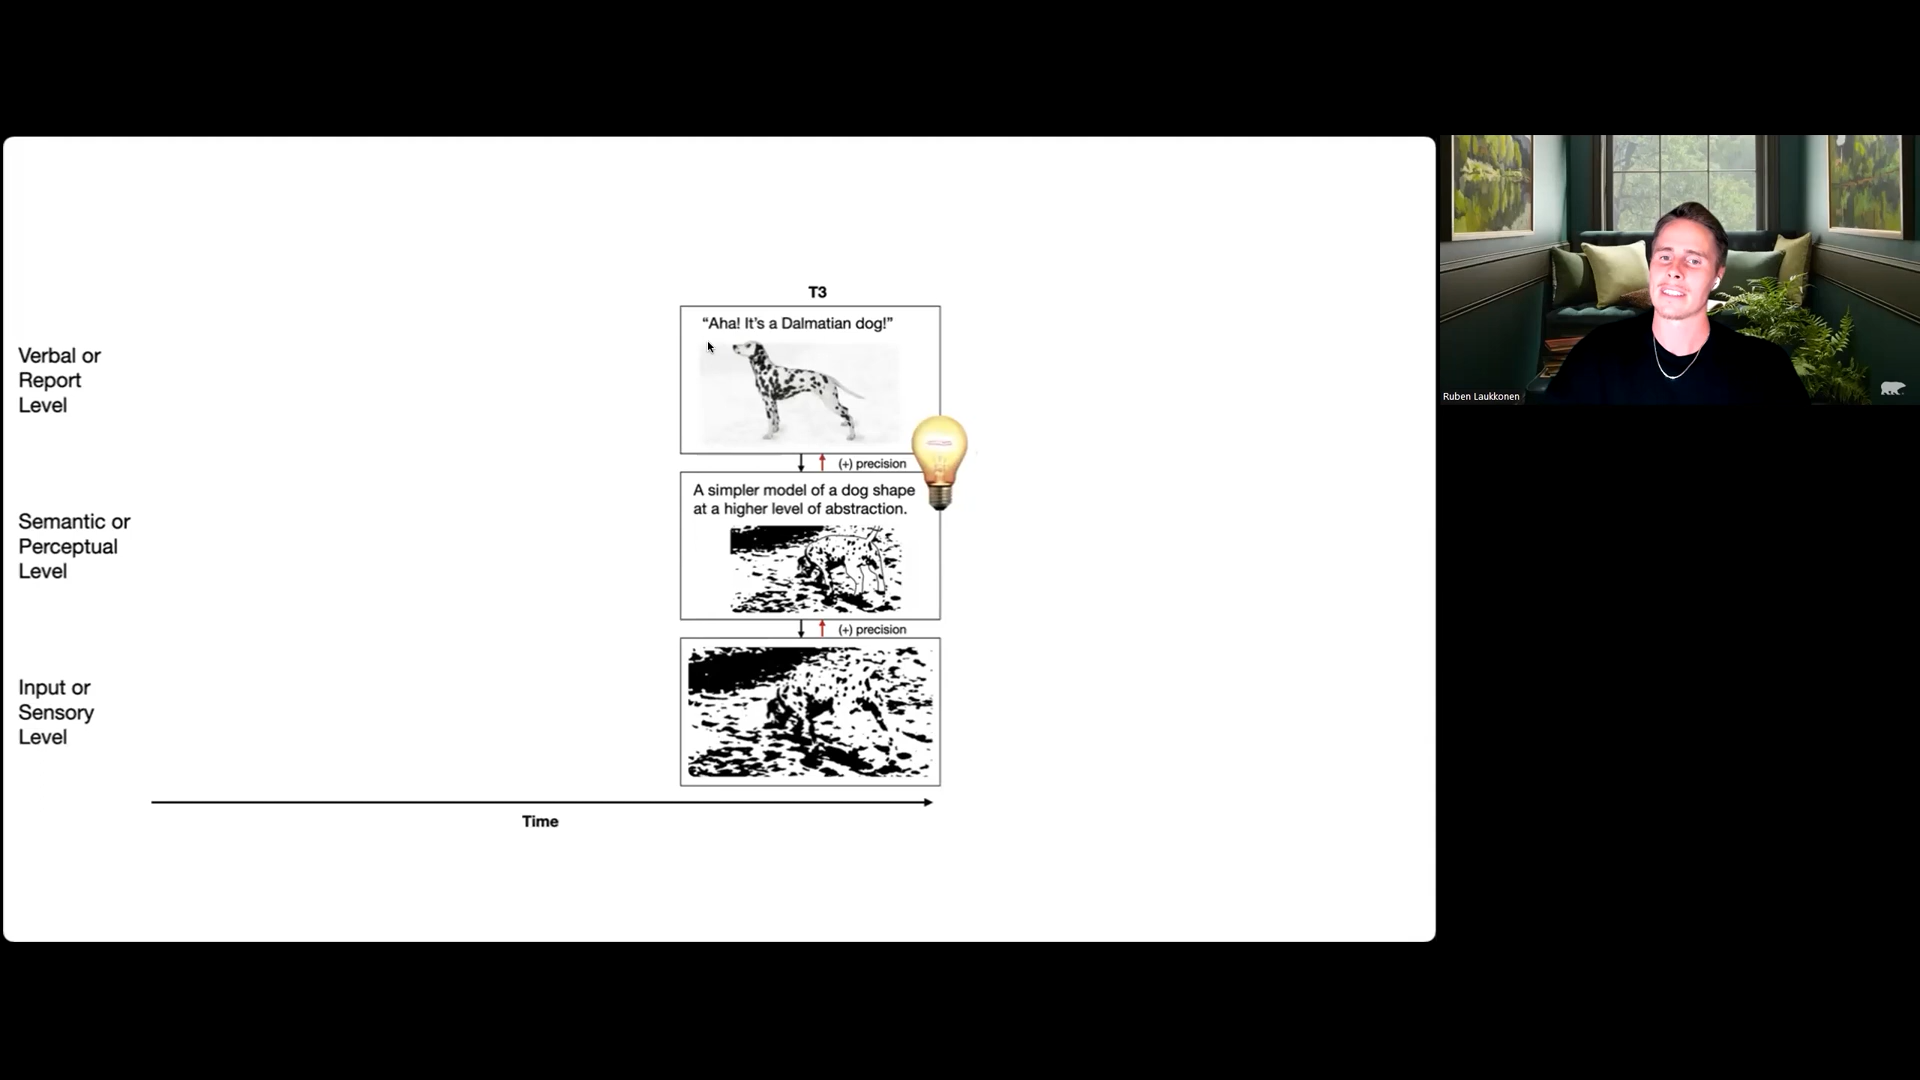 T3
“Aha! It’s a Dalmatian dog!”
Verbal or
Report
Level
(+) precision
A simpler model of a dog shape
at a higher level of abstraction.
Semantic or
Perceptual
Level
(+) precision
Input or
Sensory
Level
Time
Ruben Laukkonen